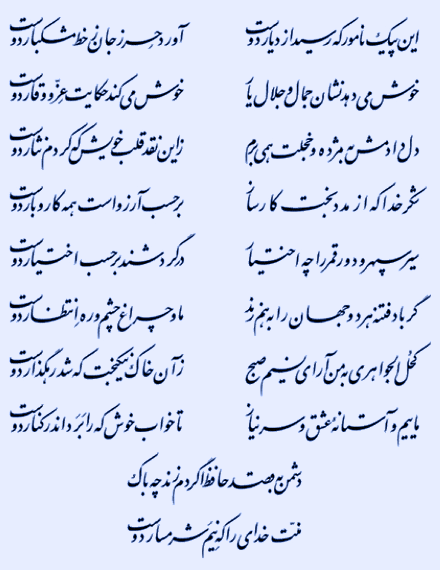 این پیک نامور که رسید از دیار دوست آورد حرز جان ز خط مشکبار دوست
خوش می‌دهد نشان جمال و جلال یار خوش می‌کند حکایت عزّ و وقار دوست
دل دادمش به مژده و خجلت همی برم زاین نقد قلب خویش که کردم نثار دوست
شکر خدا که از مدد بخت کارساز بر حسب آرزواست همه کار و بار دوست
سیر سپهر و دور قمر را چه اختیار در گردشند بر حسب اختیار دوست
گر باد فتنه هر دو جهان را به هم زند ما و چراغ چشم و ره انتظار دوست
کحل الجواهری به من آر ای نسیم صبح زآن خاک نیکبخت که شد رهگذار دوست
ماییم و آستانهٔ عشق و سر نیاز تا خواب خوش که را برد اندر کنار دوست
دشمن به قصد حافظ اگر دم زند چه باک
منّت خدای را که نیم شرمسار دوست